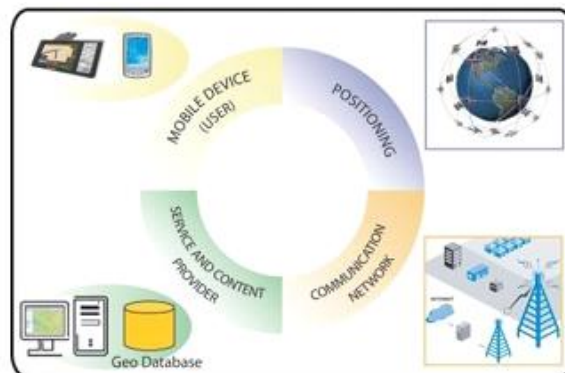 MOBILE DEVICE
(USER)
POSITIONING
SERVICE AND CONTENT
PROVIDER
COMMUNICATION
NETWORK
Geo Database